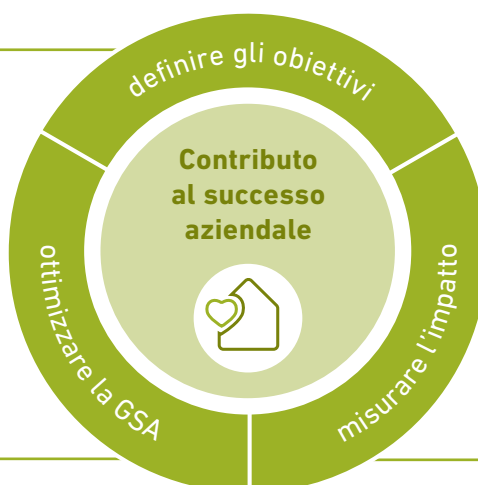 definire gli obiettivi
Contributo
al successo
aziendale
misurare l'impatto
ottimizzare la GSA